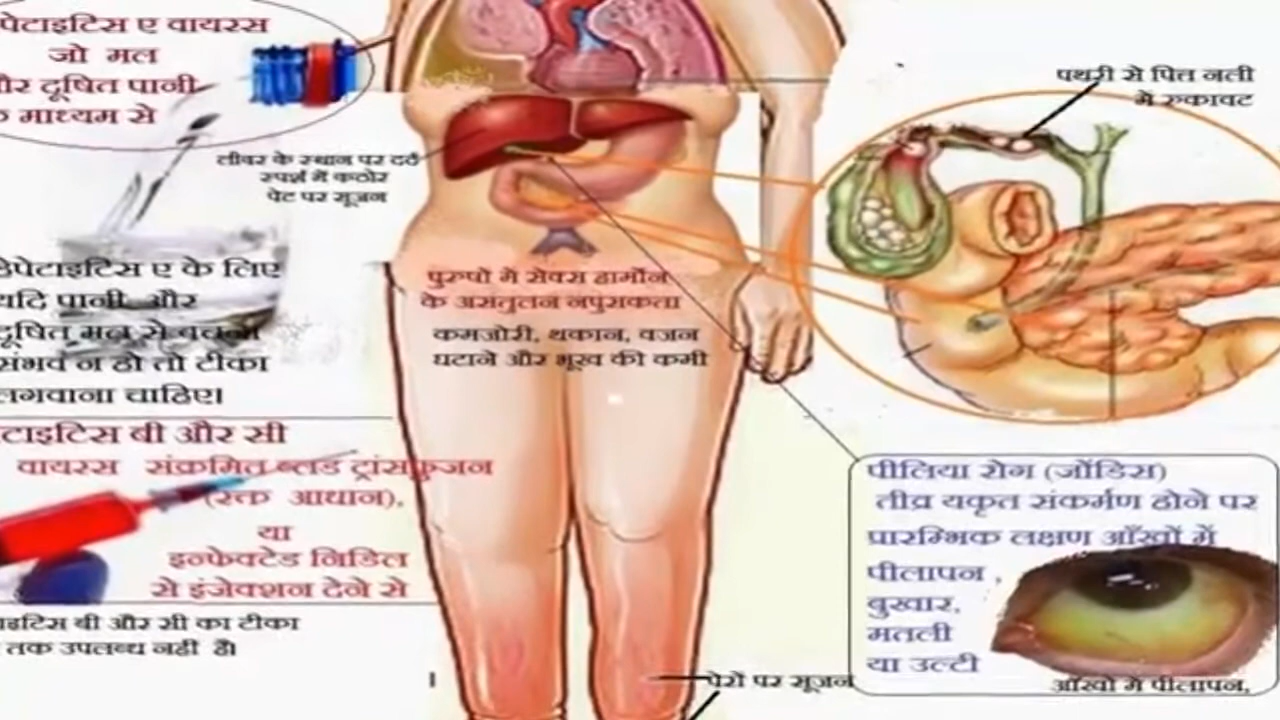 पेटाइटिस ए वायरस
जो मल
और दूषित पानी
के माध्यम से
लीवर के स्थान पर दर्द
स्पर्श में कठोर
पेट पर सूजन
हेपेटाइटिस ए के लिए
यदि पानी और
दूषित मल से बचना
संभव न हो तो टीका
लगवाना चाहिए।
टाइटिस बी और सी
वायरस संक्रमित ब्लड ट्रांसफ्रुजन
(रक्त आधान),
या
इन्फेक्टेड निडिल
से इंजेक्शन देने से
ाइटिस बी और सी का टीका
तक उपलब्ध नहीं है।
पुरुषों में सेक्स हार्मोन
के असंतुलन नपुंसकता
कमजोरी, थकान, वजन
घटाने और भूख की कमी
पथरी से पित्त नली
में रुकावट
पीलिया रोग (जोंडिस)
तीव्र यकृत संकर्मण होने पर
प्रारम्भिक लक्षण आँखों में
पीलापन ,
बुखार,
मतली
या उल्टी
आँखों में पीलापन,
पैरों पर सूजन